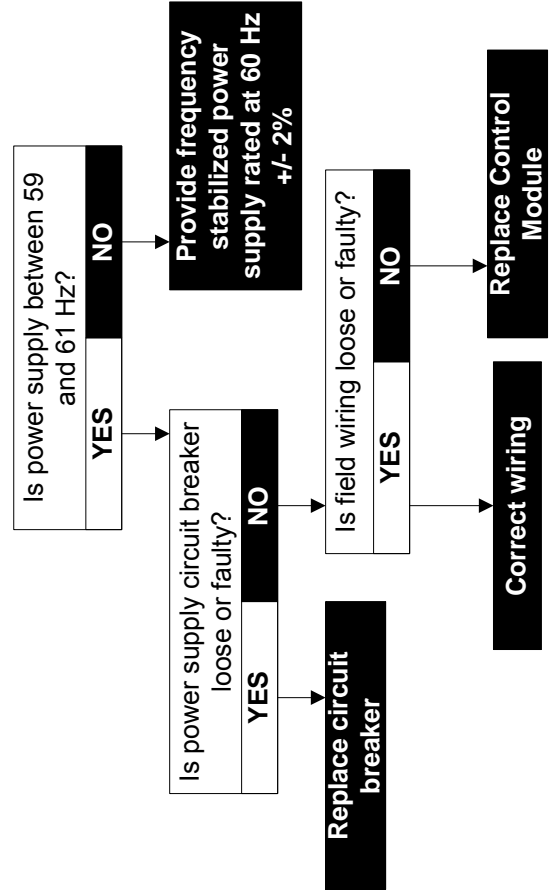 Is power supply between 59
and 61 Hz?
YES
NO
Provide frequency
stabilized power
supply rated at 60 Hz
+/- 2%
Is power supply circuit breaker
loose or faulty?
YES
NO
Replace circuit
breaker
Is field wiring loose or faulty?
YES
NO
Correct wiring
Replace Control
Module